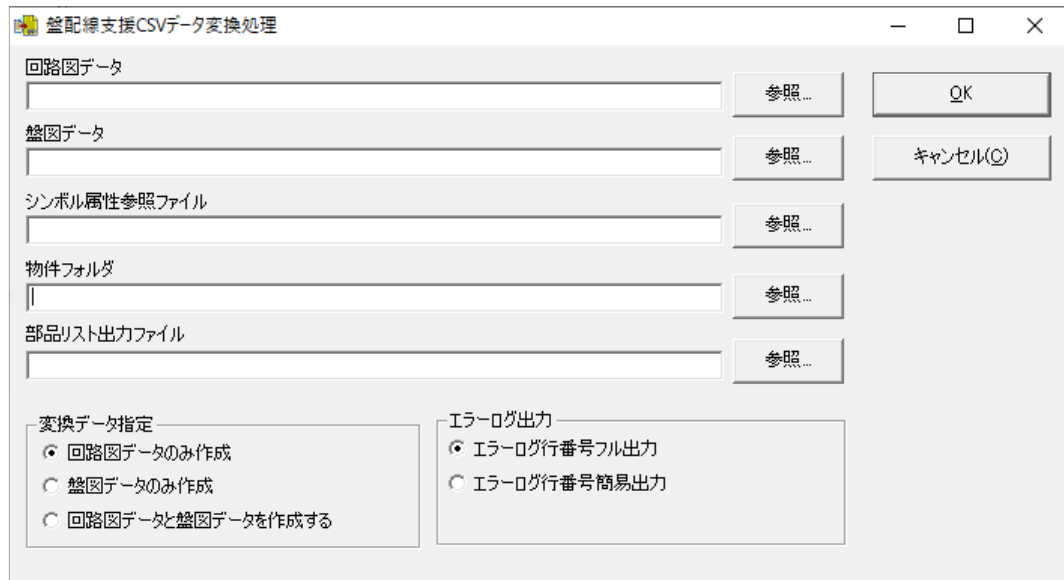 盤配線支援CSVデータ変換処理
回路図データ
参照...
OK
盤図データ
参照...
キャンセル(C)
シンボル属性参照ファイル
参照...
物件フォルダ
参照...
部品リスト出力ファイル
参照...
変換データ指定
回路図データのみ作成
盤図データのみ作成
回路図データと盤図データを作成する
エラーログ出力
エラーログ行番号フル出力
エラーログ行番号簡易出力